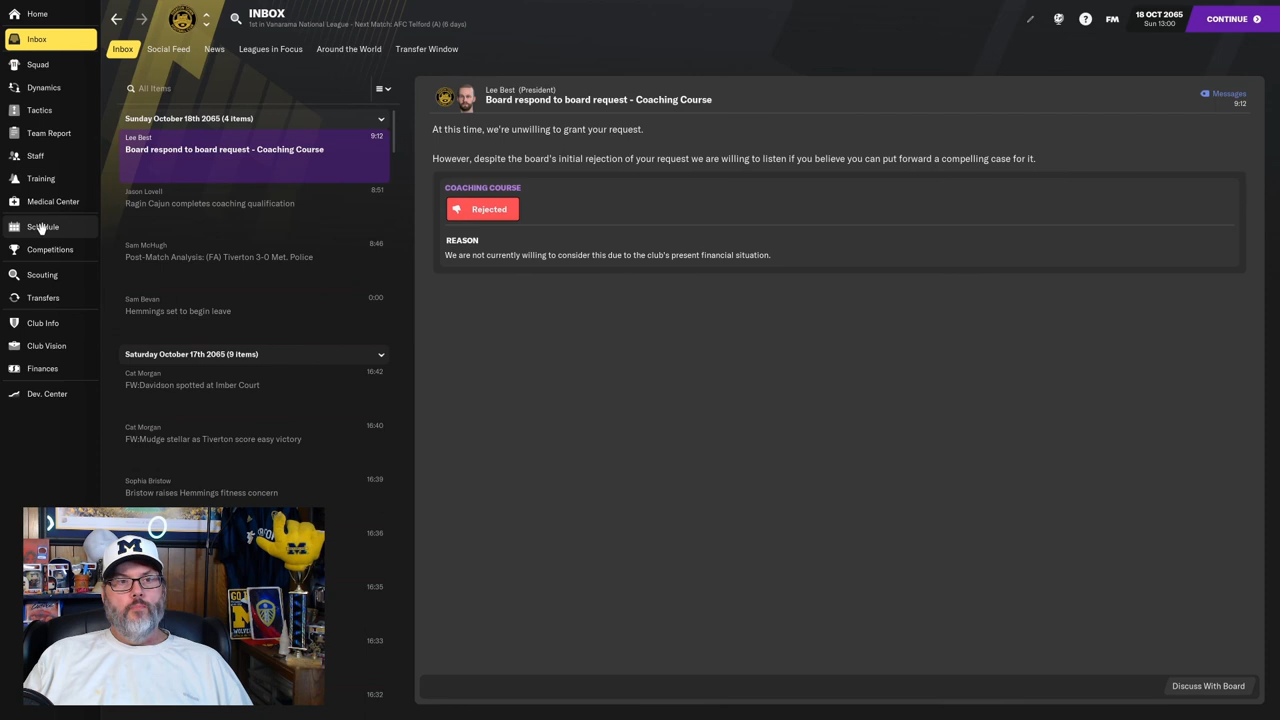 Home
Inbox
Squad
Dynamics
Tactics
Team Report
Staff
Training
Medical Center
Schedule
Competitions
Scouting
Transfers
Club Info
Club Vision
Finances
Dev. Center
INBOX
1st in Vanarama National League - Next Match: AFC Telford (A) (6 days)
FM
18 OCT 2065
Sun 13:00
CONTINUE
Inbox Social Feed News Leagues in Focus Around the World Transfer Window
All Items
Sunday October 18th 2065 (4 items)
Lee Best 9:12
Board respond to board request - Coaching Course
Jason Lovell 8:51
Ragin Cajun completes coaching qualification
Sam McHugh 8:46
Post-Match Analysis: (FA) Tiverton 3-0 Met. Police
Sam Bevan 0:00
Hemmings set to begin leave
Saturday October 17th 2065 (9 items)
Cat Morgan 16:42
FW:Davidson spotted at Imber Court
Cat Morgan 16:40
FW:Mudge stellar as Tiverton score easy victory
Sophia Bristow 16:39
Bristow raises Hemmings fitness concern
16:36
16:35
16:33
16:32
Lee Best (President)
Board respond to board request - Coaching Course
Messages
9:12
At this time, we're unwilling to grant your request.
However, despite the board's initial rejection of your request we are willing to listen if you believe you can put forward a compelling case for it.
COACHING COURSE
Rejected
REASON
We are not currently willing to consider this due to the club's present financial situation.
Discuss With Board
M
M